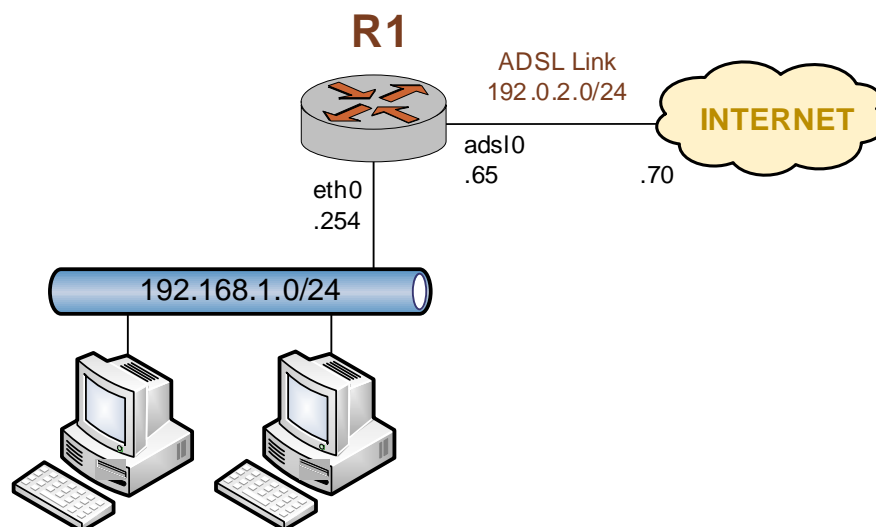 R1
ADSL Link
192.0.2.0/24
INTERNET
adsl0
.65
.70
eth0
.254
192.168.1.0/24